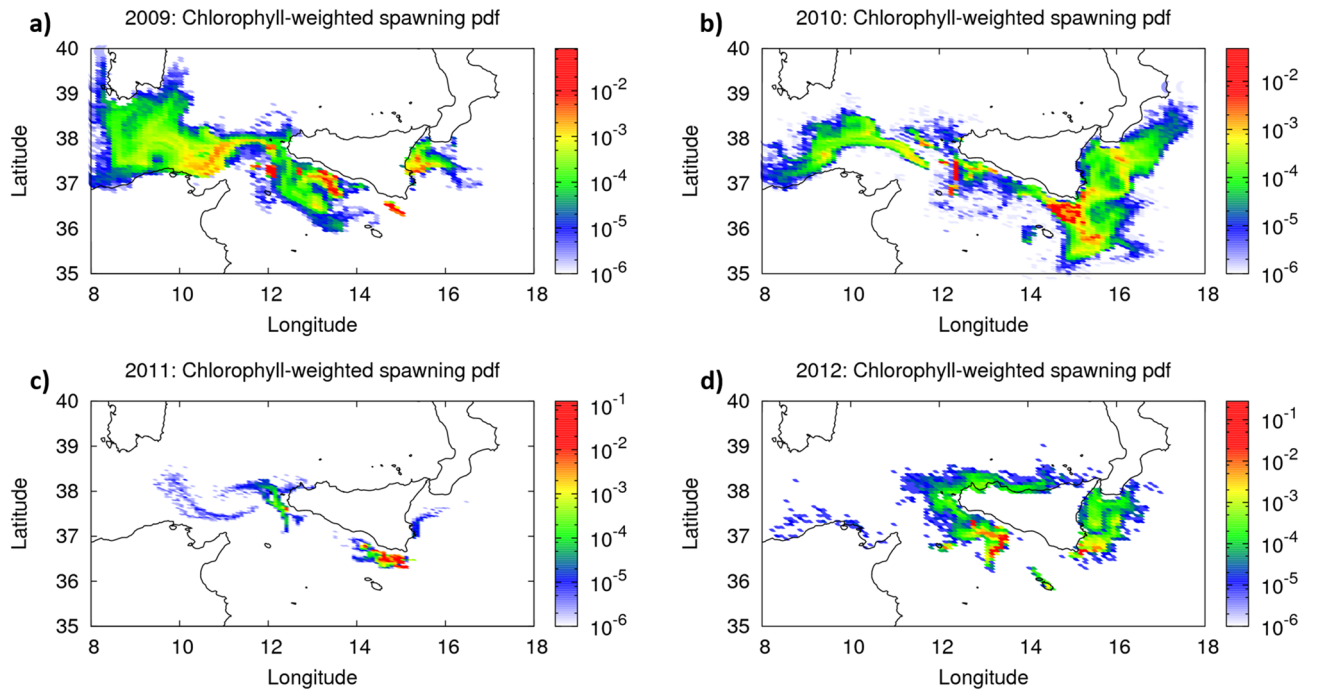 a) 2009: Chlorophyll-weighted spawning pdf
40
39
38
37
36
35
Latitude
8 10 12 14 16 18
Longitude
10^-2
10^-3
10^-4
10^-5
10^-6
b) 2010: Chlorophyll-weighted spawning pdf
40
39
38
37
36
35
Latitude
8 10 12 14 16 18
Longitude
10^-2
10^-3
10^-4
10^-5
10^-6
c) 2011: Chlorophyll-weighted spawning pdf
40
39
38
37
36
35
Latitude
8 10 12 14 16 18
Longitude
10^-1
10^-2
10^-3
10^-4
10^-5
10^-6
d) 2012: Chlorophyll-weighted spawning pdf
40
39
38
37
36
35
Latitude
8 10 12 14 16 18
Longitude
10^-1
10^-2
10^-3
10^-4
10^-5
10^-6